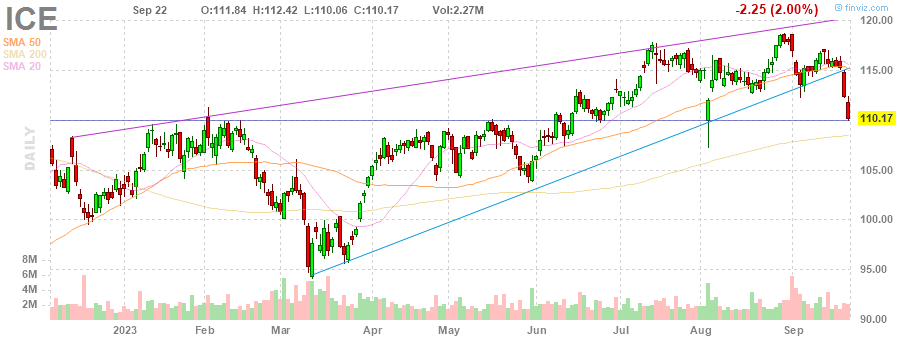 ICE Sep 22 O:111.84 H:112.42 L:110.06 C:110.17 Vol:2.27M -2.25 (2.00%) finviz.com
SMA 50
SMA 200
SMA 20
DAILY
120.00
115.00
110.17
105.00
100.00
95.00
90.00
8M
6M
4M
2M
2023 Feb Mar Apr May Jun Jul Aug Sep